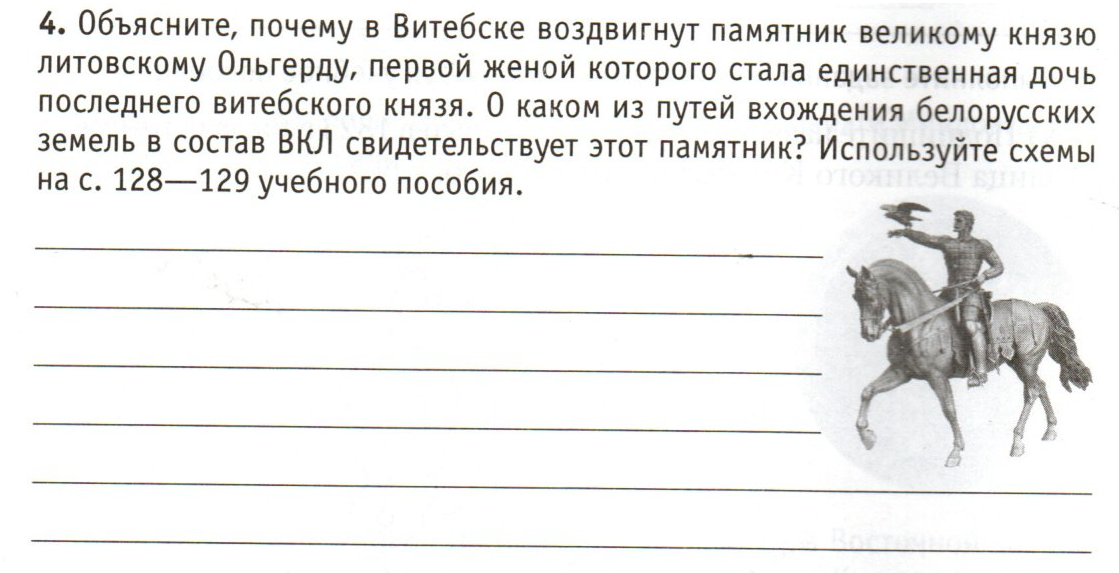 4. Объясните, почему в Витебске воздвигнут памятник великому князю
литовскому Ольгерду, первой женой которого стала единственная дочь
последнего витебского князя. О каком из путей вхождения белорусских
земель в состав ВКЛ свидетельствует этот памятник? Используйте схемы
на с. 128—129 учебного пособия.